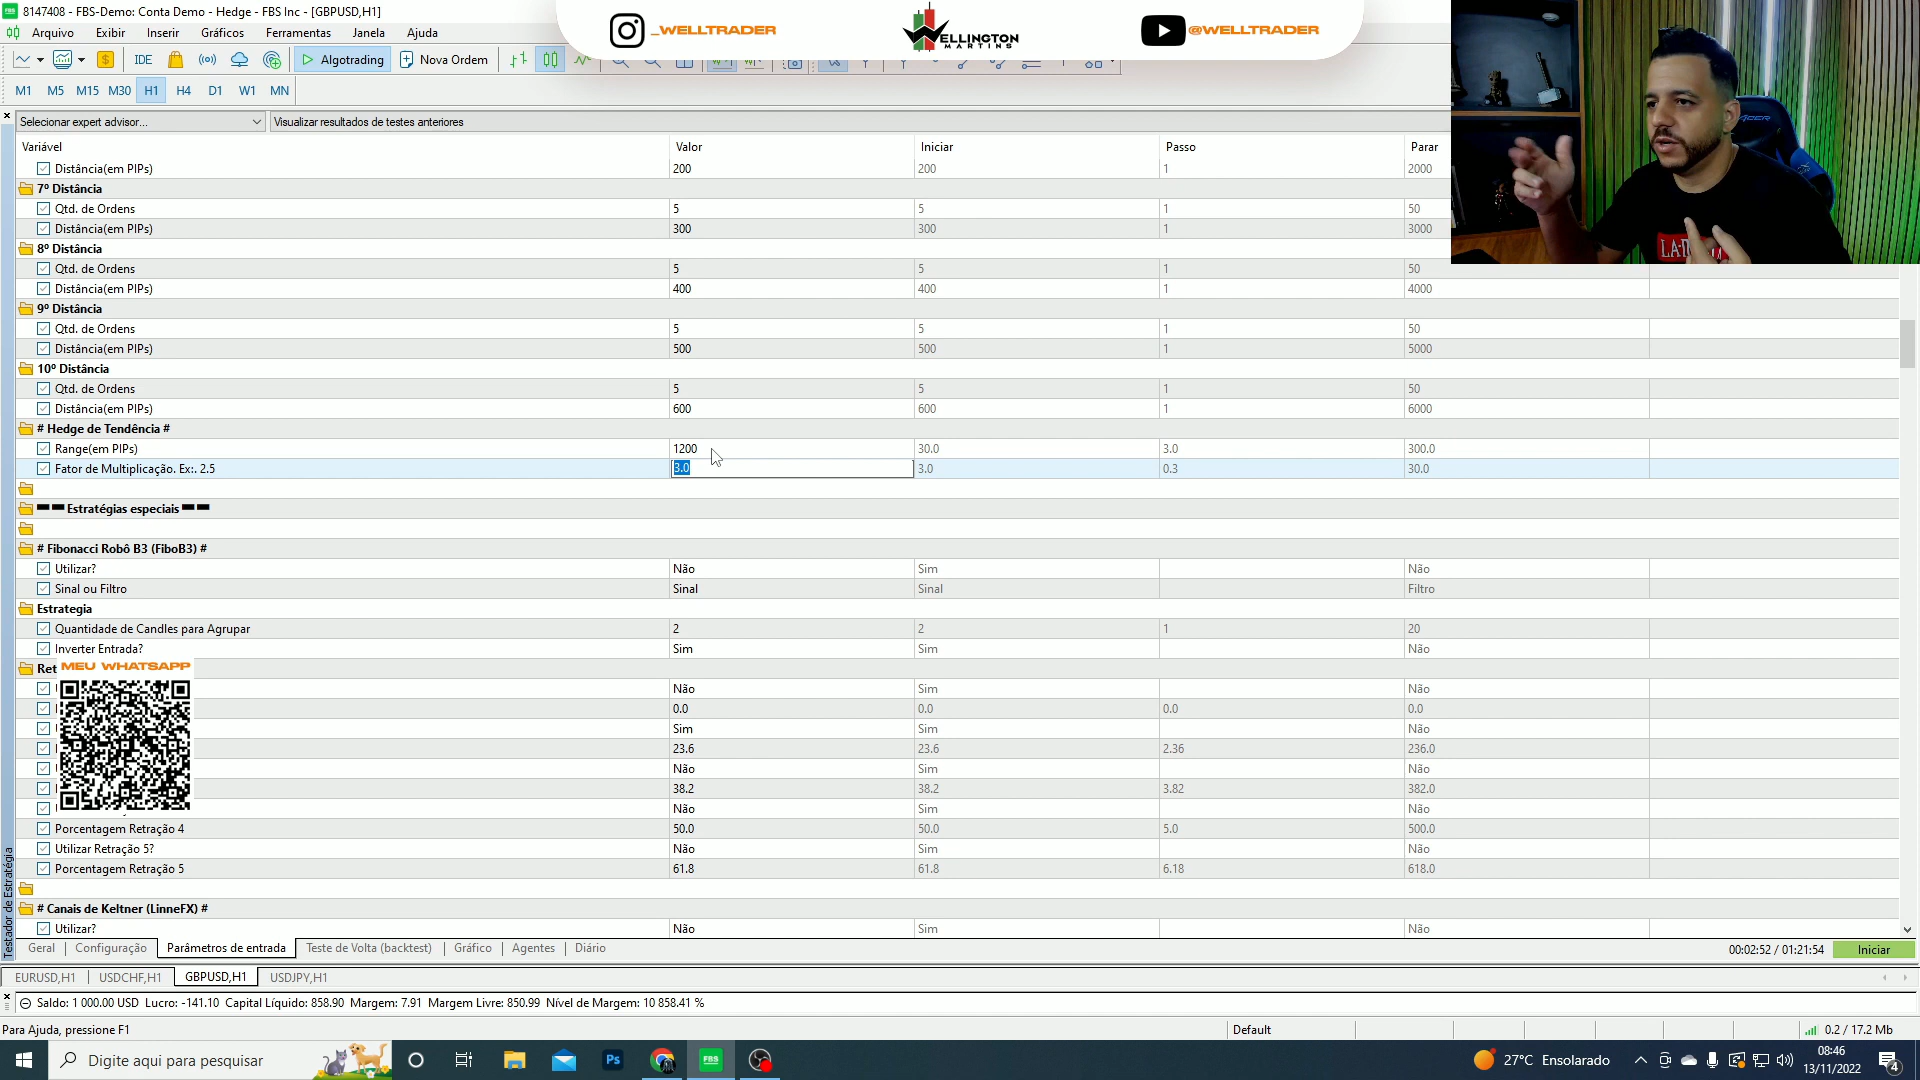 8147408 - FBS-Demo: Conta Demo - Hedge - FBS Inc - [GBPUSD,H1]
_WELLTRADER
WELLINGTON
MARTINS
@WELLTRADER
Arquivo Exibir Inserir Gráficos Ferramentas Janela Ajuda
IDE Algotrading Nova Ordem
M1 M5 M15 M30 H1 H4 D1 W1 MN
Selecionar expert advisor... Visualizar resultados de testes anteriores
Variável Valor Iniciar Passo Parar
Distância(em PIPs) 200 200 1 2000
7º Distância
Qtd. de Ordens 5 5 1 50
Distância(em PIPs) 300 300 1 3000
8º Distância
Qtd. de Ordens 5 5 1 50
Distância(em PIPs) 400 400 1 4000
9º Distância
Qtd. de Ordens 5 5 1 50
Distância(em PIPs) 500 500 1 5000
10º Distância
Qtd. de Ordens 5 5 1 50
Distância(em PIPs) 600 600 1 6000
# Hedge de Tendência #
Range(em PIPs) 1200 30.0 3.0 300.0
Fator de Multiplicação. Ex:. 2.5 3.0 3.0 0.3 30.0
Estratégias especiais
# Fibonacci Robô B3 (FiboB3) #
Utilizar? Não Sim Não
Sinal ou Filtro Sinal Sinal Filtro
Estrategia
Quantidade de Candles para Agrupar 2 2 1 20
Inverter Entrada? Sim Sim Não
Ret
MEU WHATSAPP
Não Sim Não
0.0 0.0 0.0 0.0
Sim Sim Não
23.6 23.6 2.36 236.0
Não Sim Não
38.2 38.2 3.82 382.0
Não Sim Não
Porcentagem Retração 4 50.0 50.0 5.0 500.0
Utilizar Retração 5? Não Sim Não
Porcentagem Retração 5 61.8 61.8 6.18 618.0
# Canais de Keltner (LinneFX) #
Utilizar? Não Sim Não
Testador de Estratégia
Geral Configuração Parâmetros de entrada Teste de Volta (backtest) Gráfico Agentes Diário 00:02:52 / 01:21:54 Iniciar
EURUSD,H1 USDCHF,H1 GBPUSD,H1 USDJPY,H1
Saldo: 1 000.00 USD Lucro: -141.10 Capital Líquido: 858.90 Margem: 7.91 Margem Livre: 850.99 Nível de Margem: 10 858.41 %
Para Ajuda, pressione F1 Default 0.2 / 17.2 Mb
Digite aqui para pesquisar Ps FBS 27°C Ensolarado 08:46
13/11/2022 4